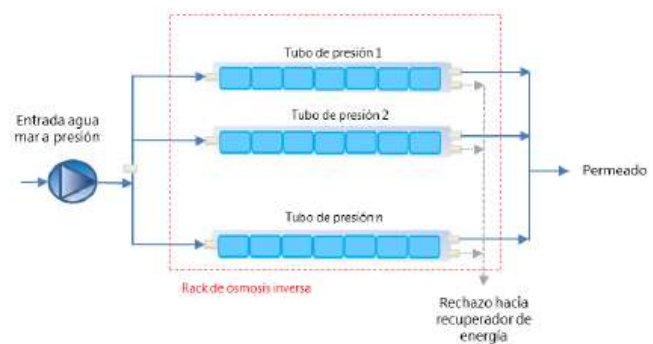 Tubo de presión 1
Entrada agua
mar a presión
Tubo de presión 2
Permeado
Tubo de presión n
Rack de ósmosis inversa
Rechazo hacia
recuperador de
energía